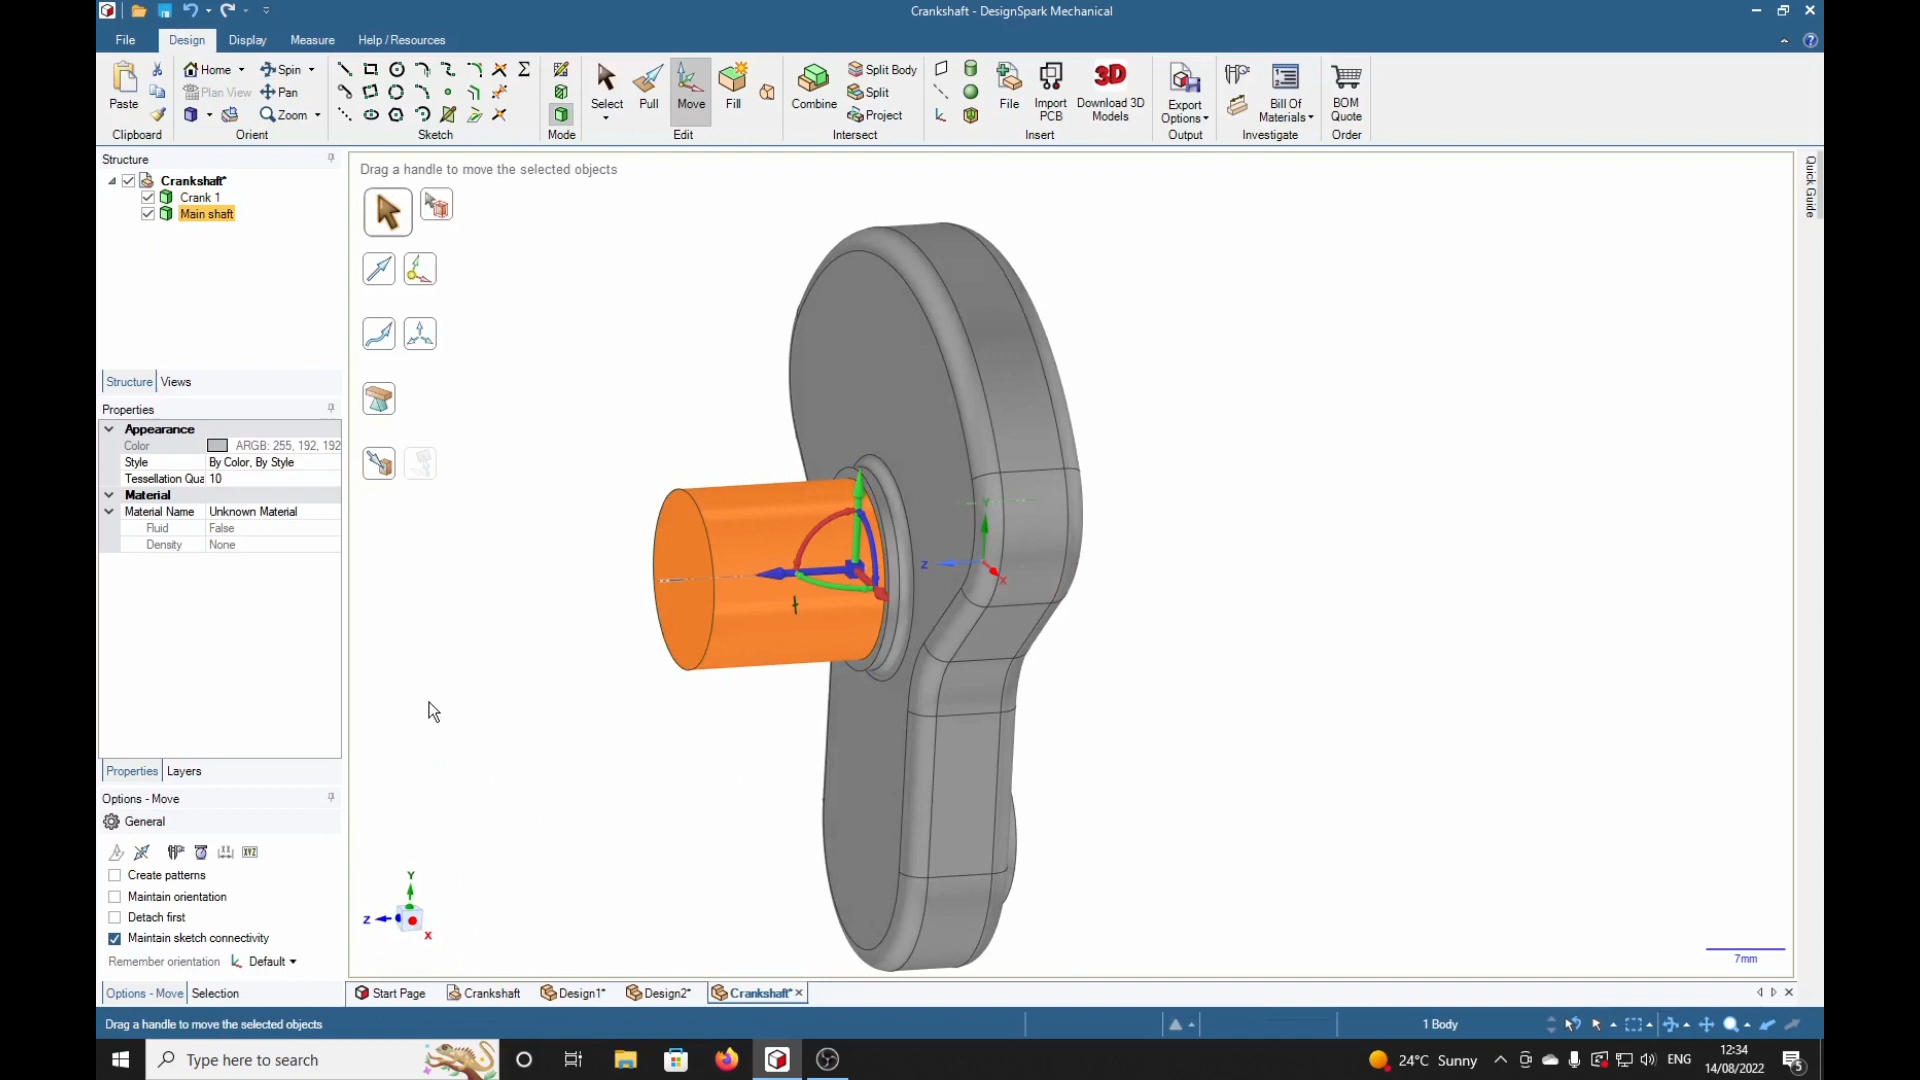 Crankshaft - DesignSpark Mechanical
File Design Display Measure Help / Resources
Paste
Clipboard
Home Spin
Plan View Pan
Zoom
Orient
Sketch
Mode
Select Pull Move Fill
Edit
Combine
Split Body
Split
Project
Intersect
File
Import PCB
3D
Download 3D Models
Insert
Export Options
Output
Bill Of Materials
Investigate
BOM Quote
Order
Structure
Crankshaft*
Crank 1
Main shaft
Structure Views
Properties
Appearance
Color ARGB: 255, 192, 192
Style By Color, By Style
Tessellation Qua 10
Material
Material Name Unknown Material
Fluid False
Density None
Properties Layers
Options - Move
General
XYZ
Create patterns
Maintain orientation
Detach first
Maintain sketch connectivity
Remember orientation Default
Options - Move Selection
Drag a handle to move the selected objects
Y
Z
X
Y
Z
X
7mm
Quick Guide
Start Page Crankshaft Design1* Design2* Crankshaft*
Drag a handle to move the selected objects
1 Body
Type here to search
24°C Sunny
ENG
12:34
14/08/2022
5